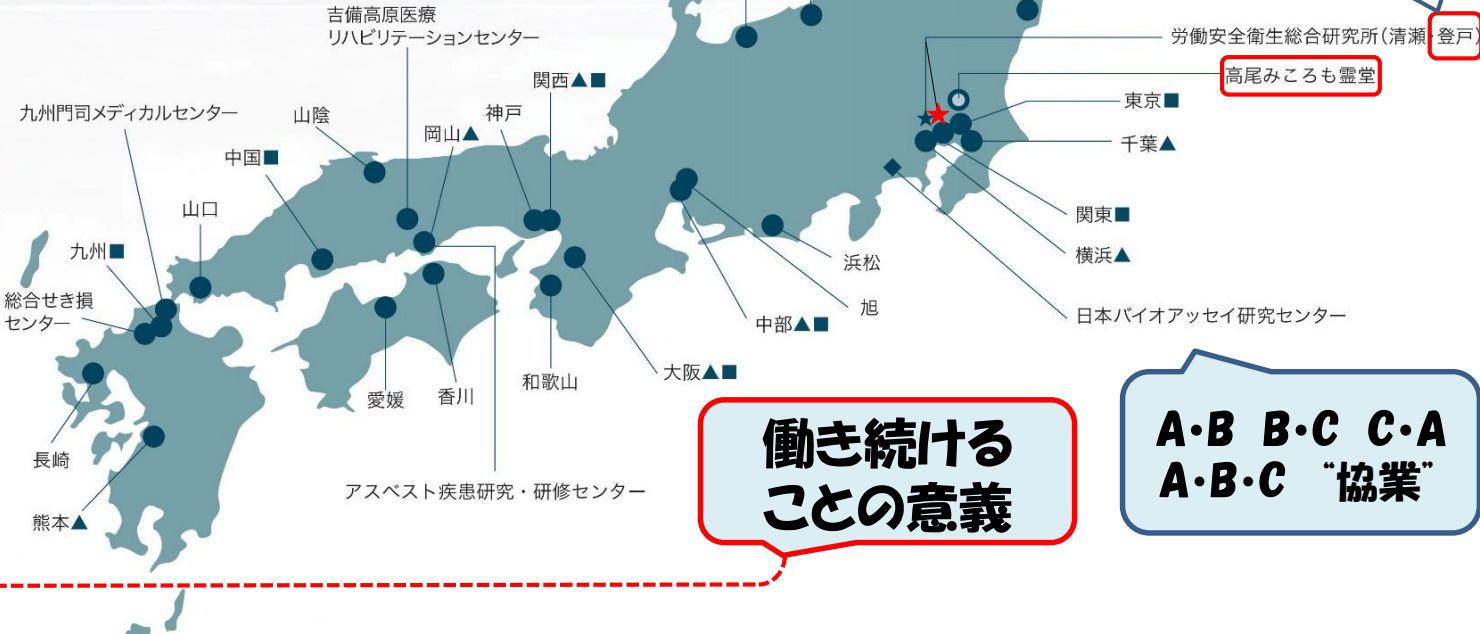 吉備高原医療
リハビリテーションセンター
労働安全衛生総合研究所(清瀬・登戸)
高尾みころも霊堂
関西▲■
東京■
九州門司メディカルセンター
山陰
神戸
岡山▲
千葉▲
中国■
山口
関東■
九州■
横浜▲
浜松
総合せき損
センター
旭
日本バイオアッセイ研究センター
中部▲■
大阪▲■
和歌山
香川
愛媛
長崎
アスベスト疾患研究・研修センター
熊本▲
働き続ける
ことの意義
A・B B・C C・A
A・B・C “協業”